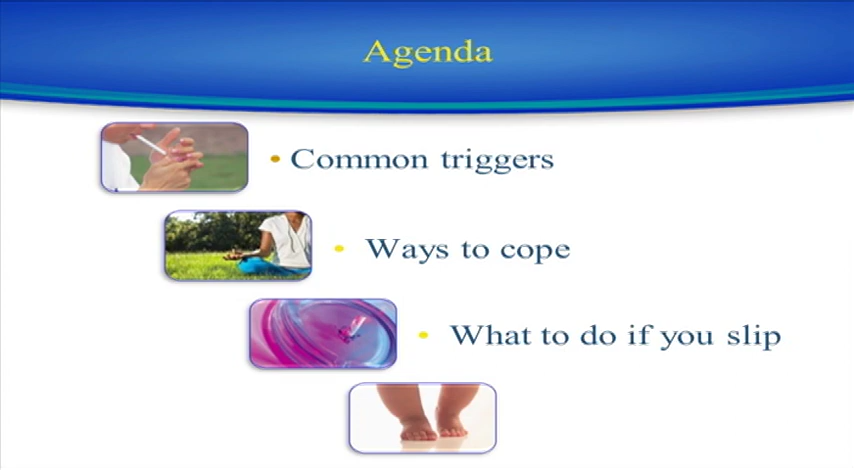 Agenda
• Common triggers
• Ways to cope
• What to do if you slip